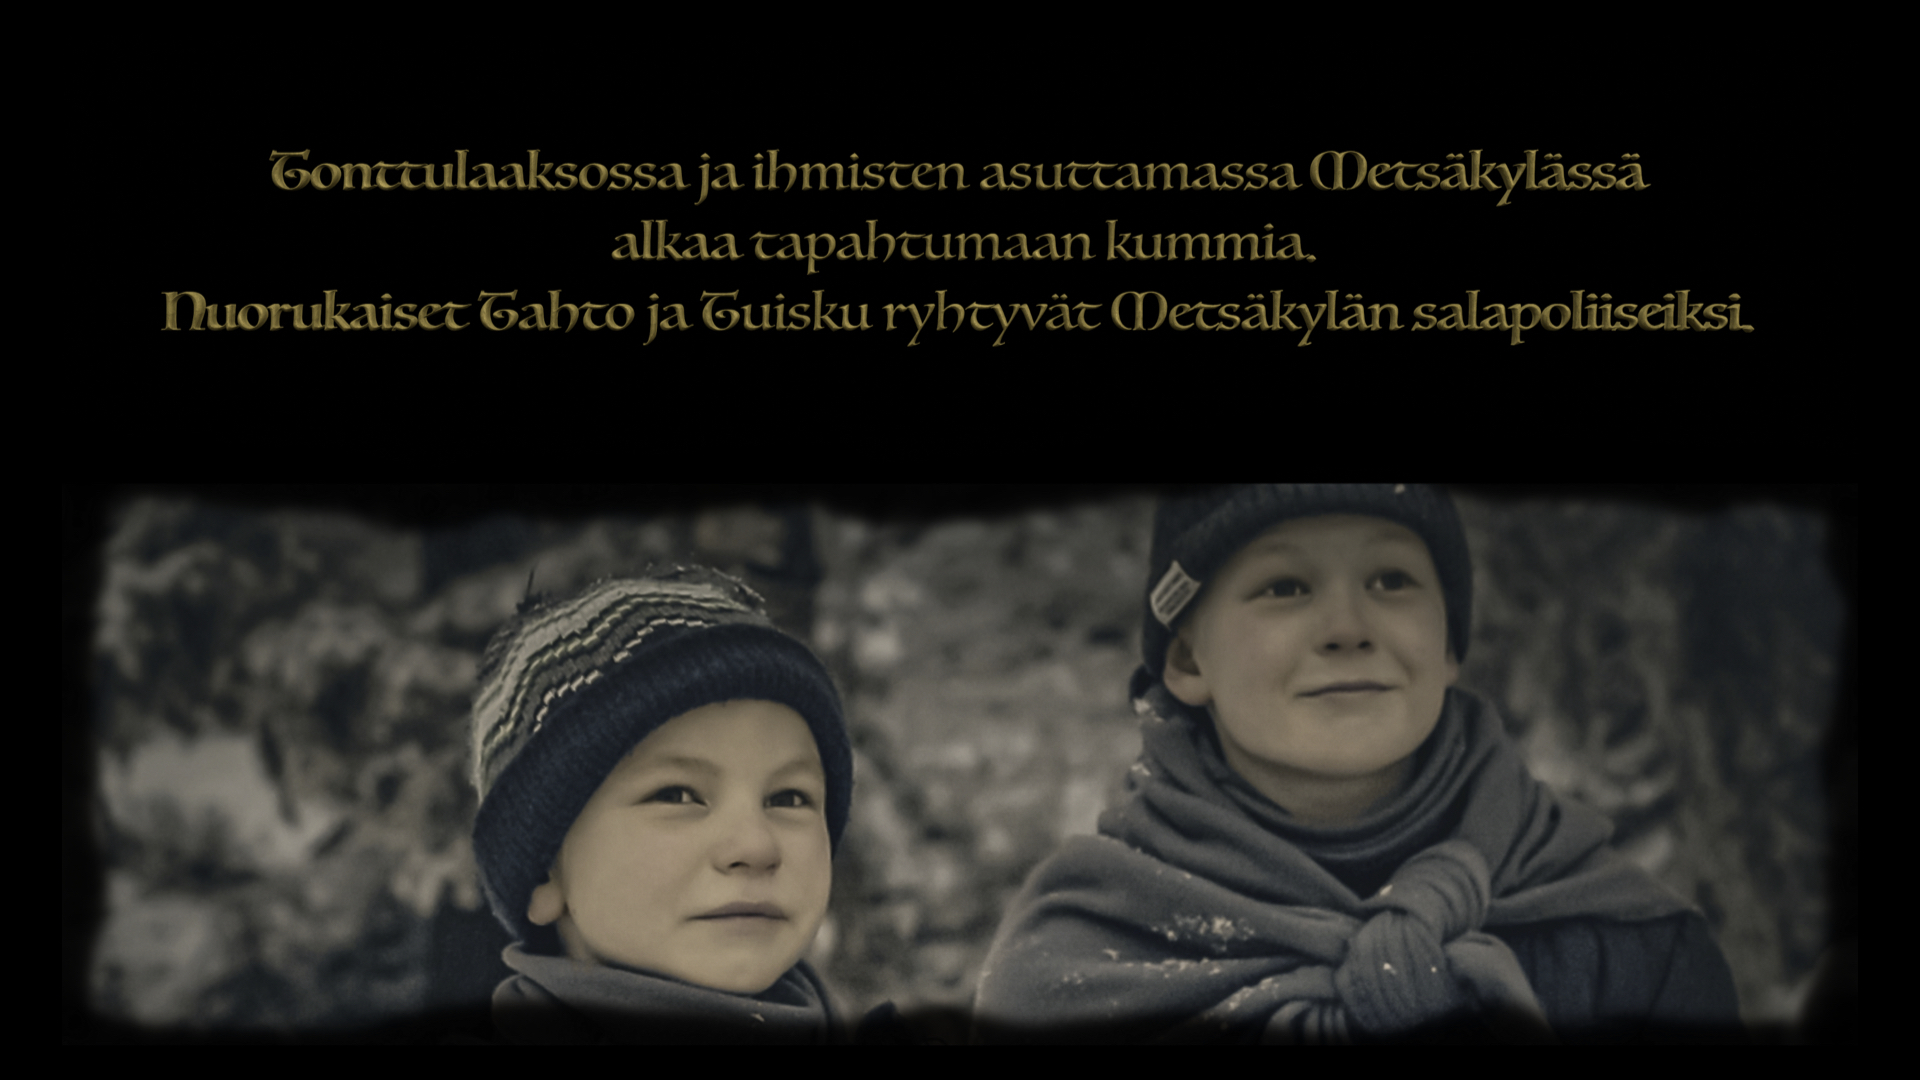 Tonttulaaksossa ja ihmisten asuttamassa Metsäkylässä
alkaa tapahtumaan kummia.
Nuorukaiset Tahto ja Tuisku ryhtyvät Metsäkylän salapoliiseiksi.